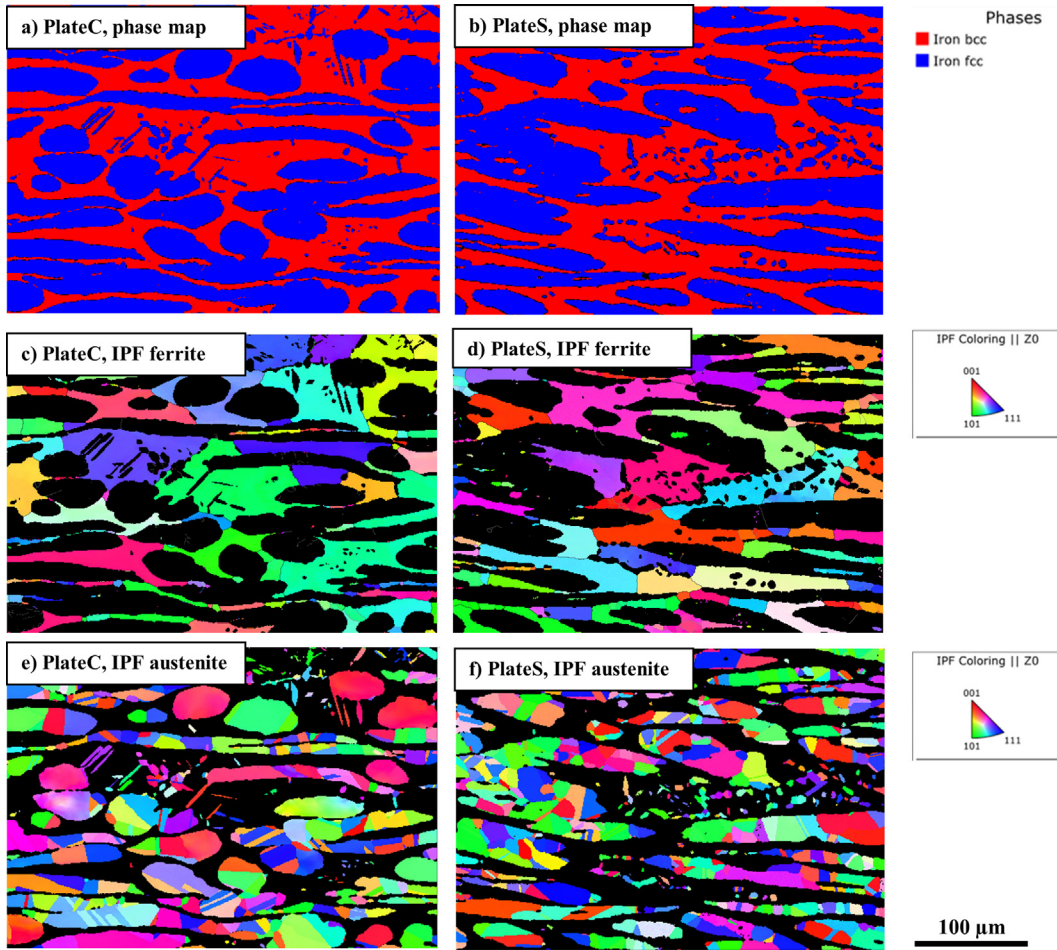 a) PlateC, phase map
b) PlateS, phase map
Phases
Iron bcc
Iron fcc
c) PlateC, IPF ferrite
d) PlateS, IPF ferrite
IPF Coloring || Z0
001
101
111
e) PlateC, IPF austenite
f) PlateS, IPF austenite
IPF Coloring || Z0
001
101
111
100 µm